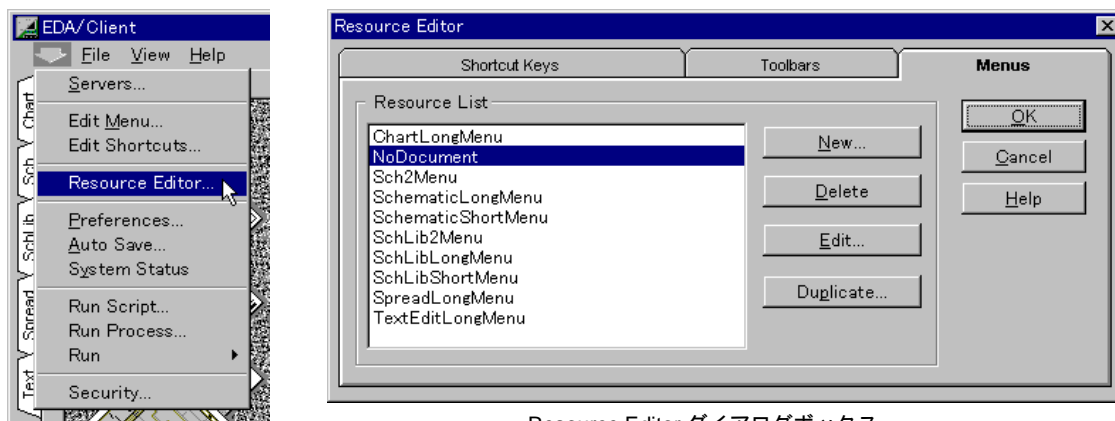 EDA/Client
File View Help
Servers...
Edit Menu...
Edit Shortcuts...
Resource Editor...
Preferences...
Auto Save...
System Status
Run Script...
Run Process...
Run
Security...
Chart
Sch
SchLib
Spread
Text
Resource Editor
Shortcut Keys
Toolbars
Menus
Resource List
ChartLongMenu
NoDocument
Sch2Menu
SchematicLongMenu
SchematicShortMenu
SchLib2Menu
SchLibLongMenu
SchLibShortMenu
SpreadLongMenu
TextEditLongMenu
New...
Delete
Edit...
Duplicate...
OK
Cancel
Help
Resource Editor ダイアログボックス